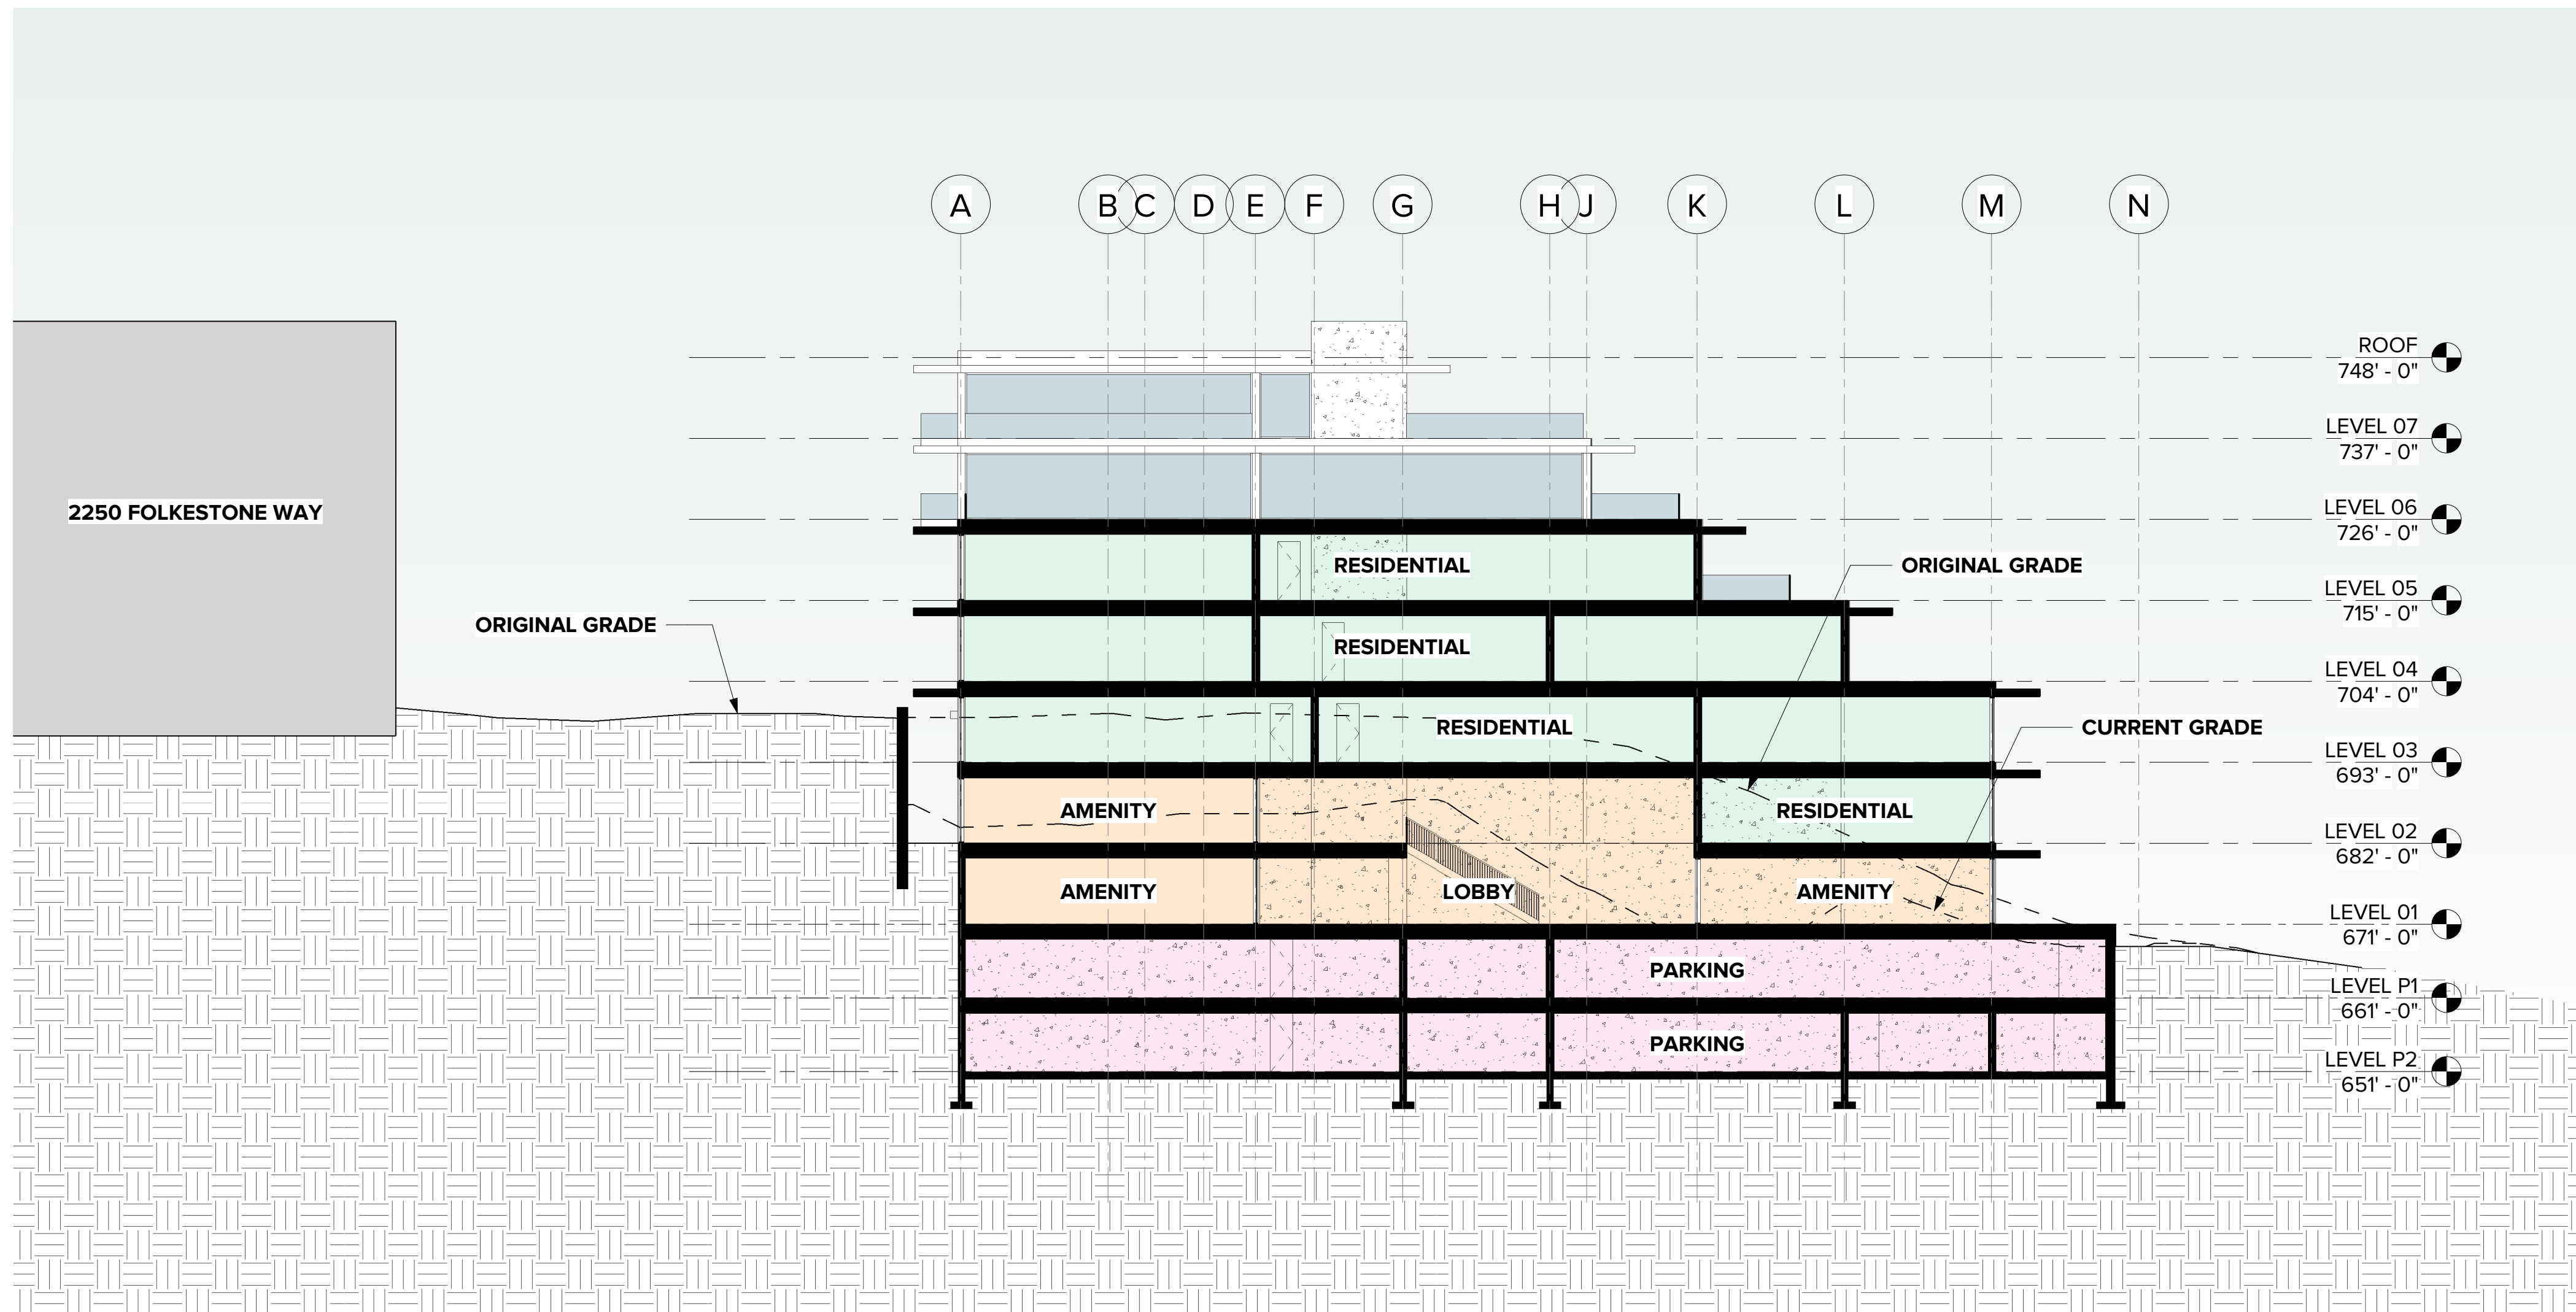 A B C D E F G H J K L M N
ROOF
748' - 0"
LEVEL 07
737' - 0"
2250 FOLKESTONE WAY
LEVEL 06
726' - 0"
RESIDENTIAL
ORIGINAL GRADE
LEVEL 05
715' - 0"
ORIGINAL GRADE
RESIDENTIAL
LEVEL 04
704' - 0"
RESIDENTIAL
CURRENT GRADE
LEVEL 03
693' - 0"
AMENITY
RESIDENTIAL
LEVEL 02
682' - 0"
AMENITY
LOBBY
AMENITY
LEVEL 01
671' - 0"
PARKING
LEVEL P1
661' - 0"
PARKING
LEVEL P2
651' - 0"